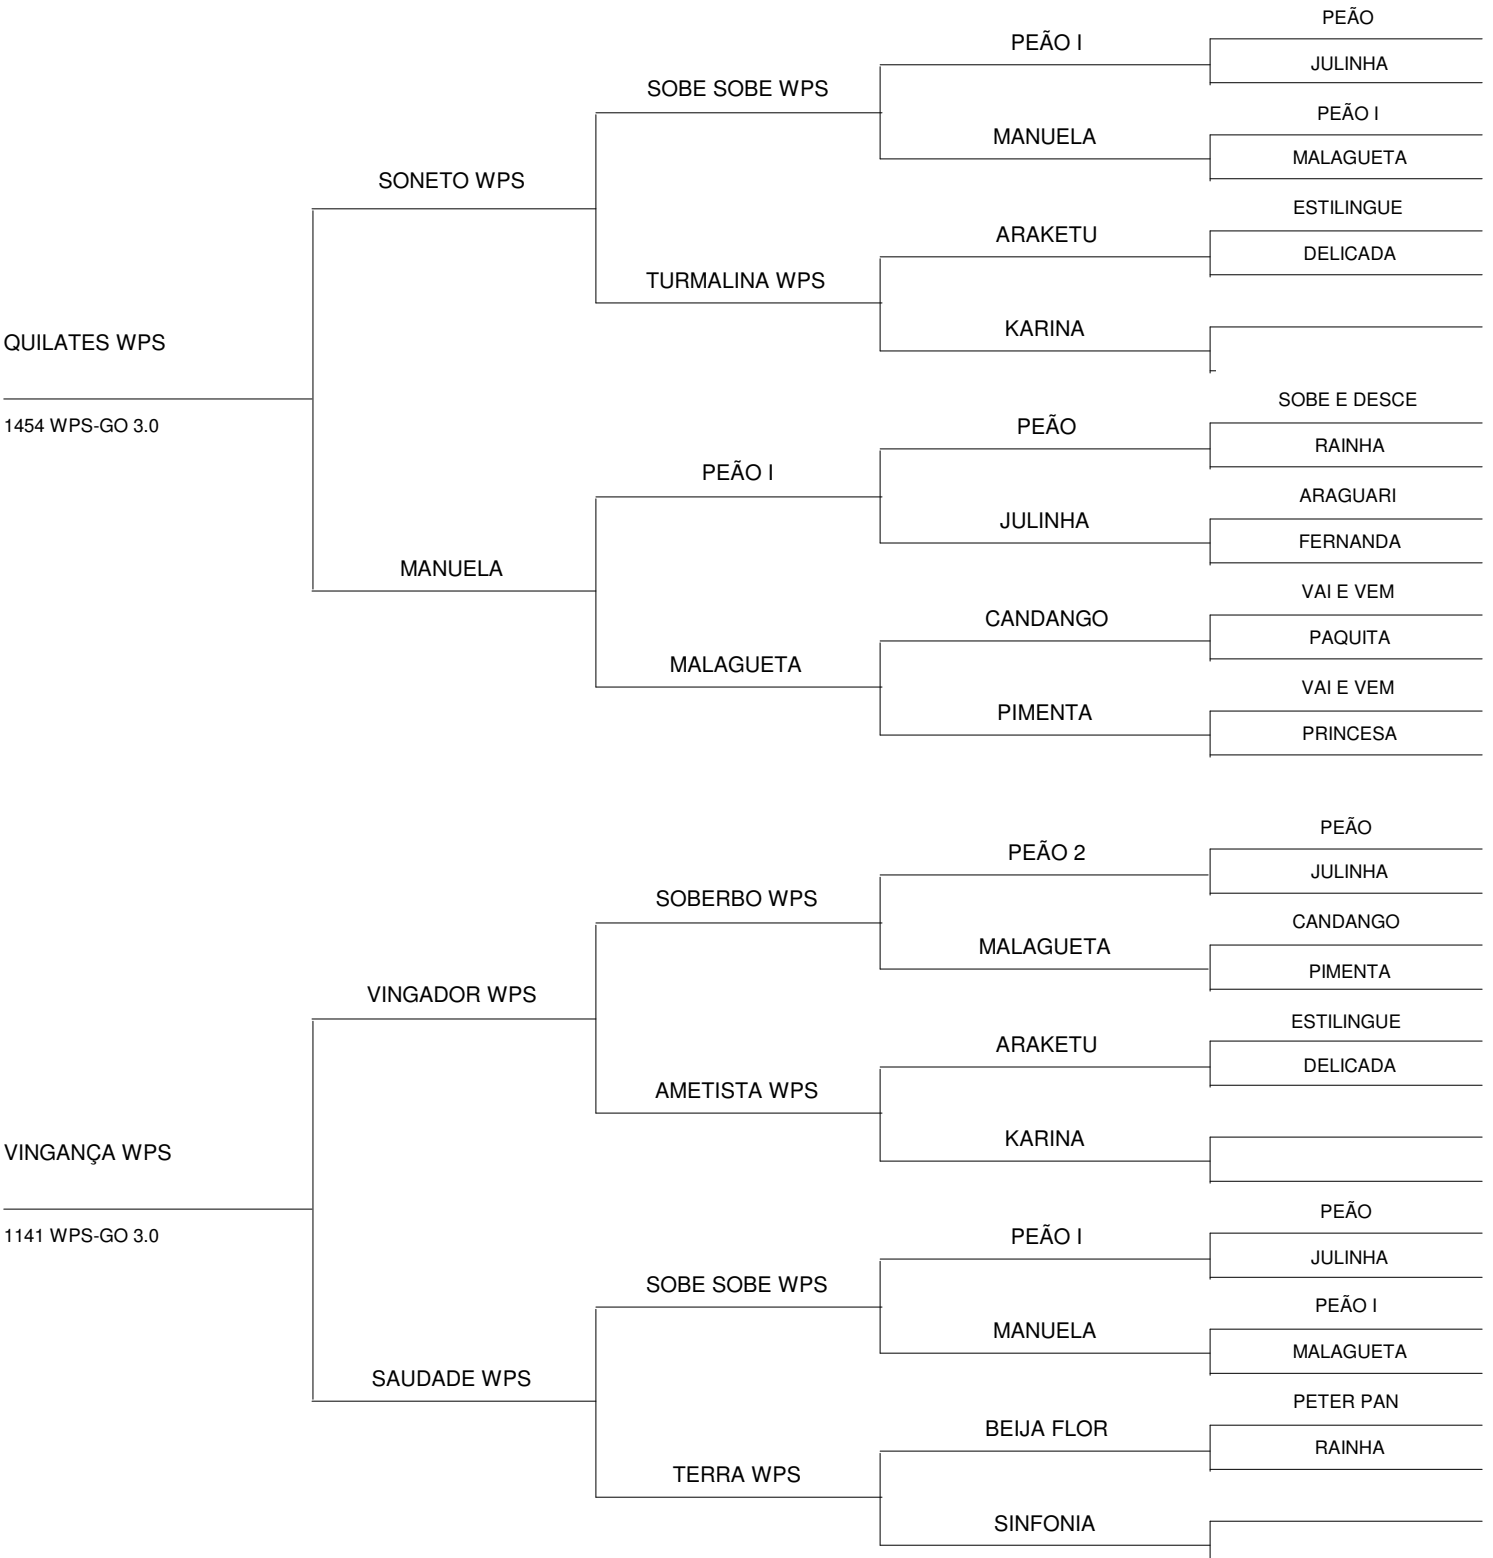 PEÃO
PEÃO I
JULINHA
SOBE SOBE WPS
PEÃO I
MANUELA
MALAGUETA
SONETO WPS
ESTILINGUE
ARAKETU
DELICADA
TURMALINA WPS
KARINA
QUILATES WPS
SOBE E DESCE
1454 WPS-GO 3.0
PEÃO
RAINHA
PEÃO I
ARAGUARI
JULINHA
FERNANDA
MANUELA
VAI E VEM
CANDANGO
PAQUITA
MALAGUETA
VAI E VEM
PIMENTA
PRINCESA
PEÃO
PEÃO 2
JULINHA
SOBERBO WPS
CANDANGO
MALAGUETA
PIMENTA
VINGADOR WPS
ESTILINGUE
ARAKETU
DELICADA
AMETISTA WPS
KARINA
VINGANÇA WPS
PEÃO
1141 WPS-GO 3.0
PEÃO I
JULINHA
SOBE SOBE WPS
PEÃO I
MANUELA
MALAGUETA
SAUDADE WPS
PETER PAN
BEIJA FLOR
RAINHA
TERRA WPS
SINFONIA